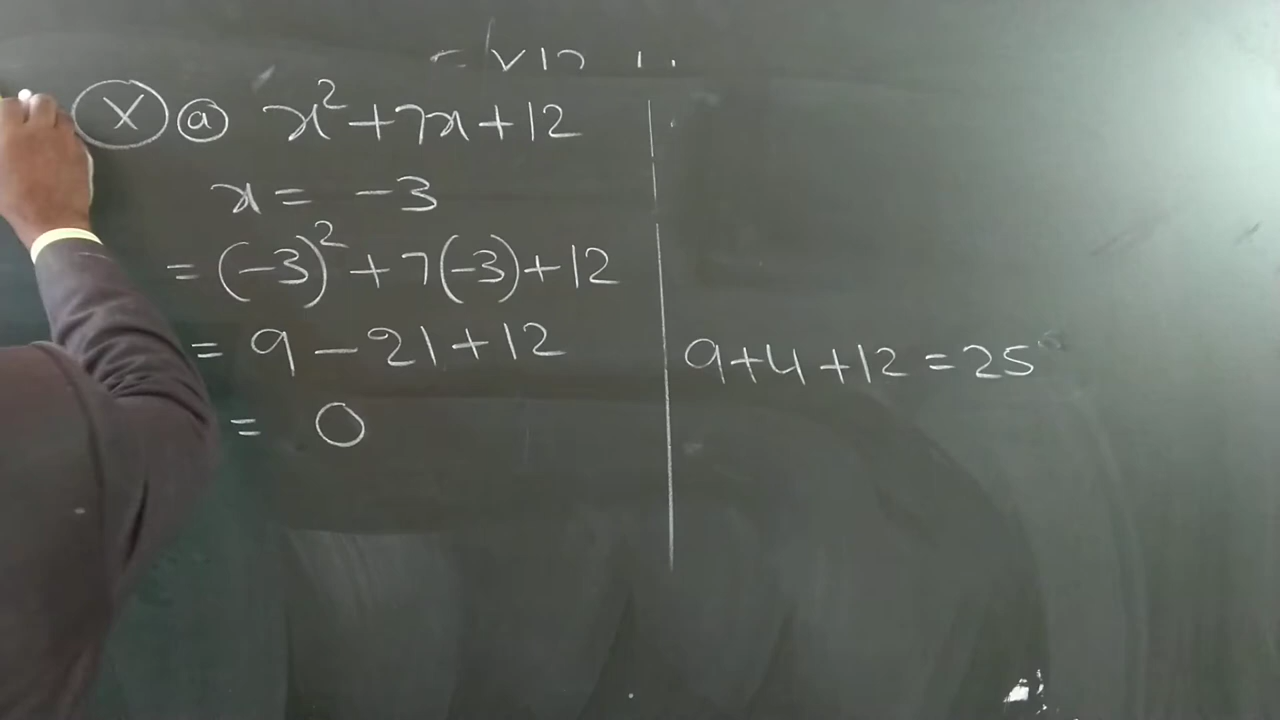 X a x² + 7x + 12
x = -3
= (-3)² + 7(-3) + 12
= 9 - 21 + 12
= 0
9 + 4 + 12 = 25